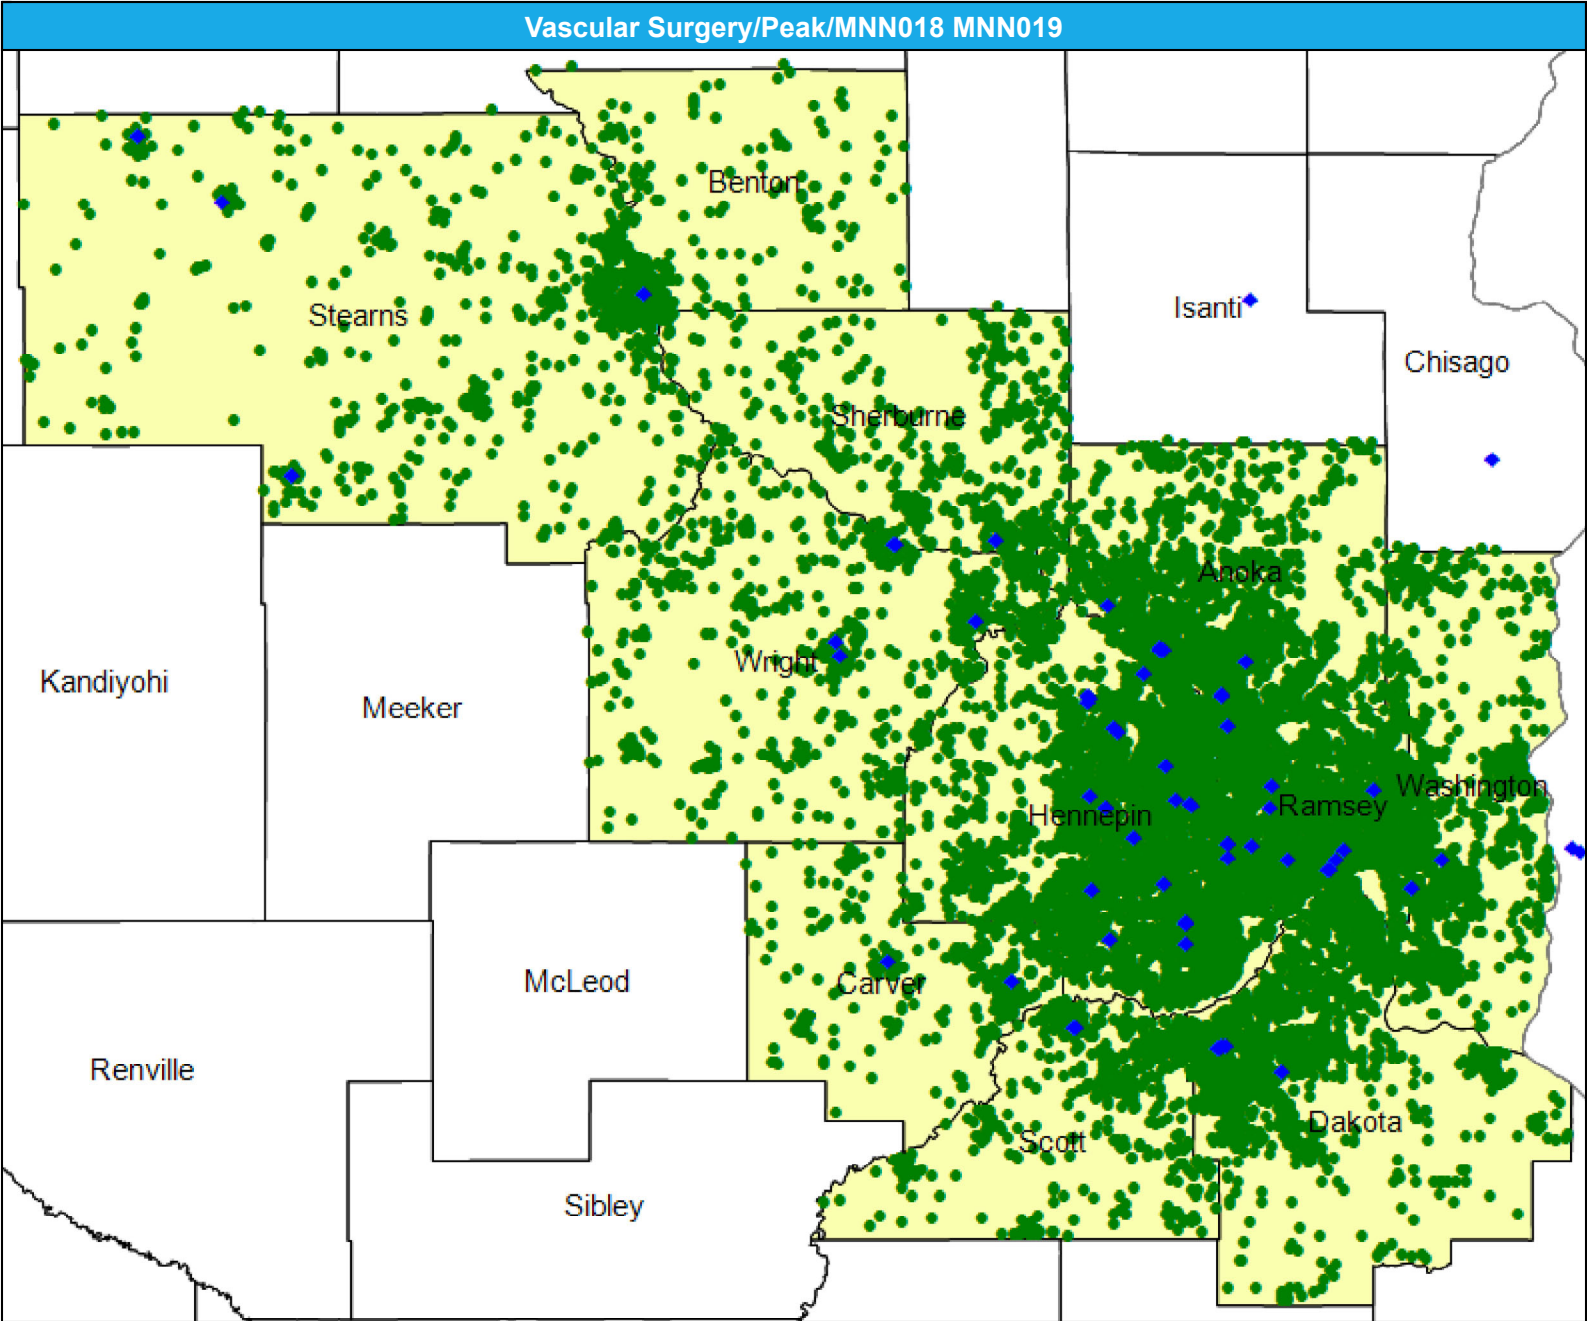 Vascular Surgery/Peak/MNN018 MNN019
Benton
Isanti
Stearns
Chisago
Sherburne
Anoka
Wright
Kandiyohi
Meeker
Washington
Ramsey
Hennepin
McLeod
Carver
Renville
Dakota
Scott
Sibley